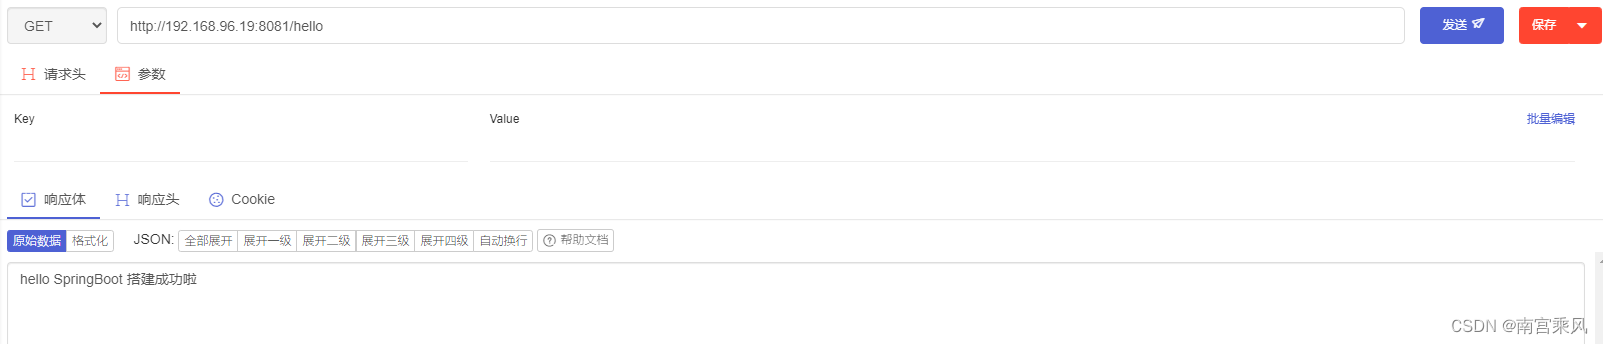 GET http://192.168.96.19:8081/hello 发送 保存
请求头 参数
Key Value 批量编辑
响应体 响应头 Cookie
原始数据 格式化 JSON: 全部展开 展开一级 展开二级 展开三级 展开四级 自动换行 帮助文档
hello SpringBoot 搭建成功啦
CSDN @南宫乘风